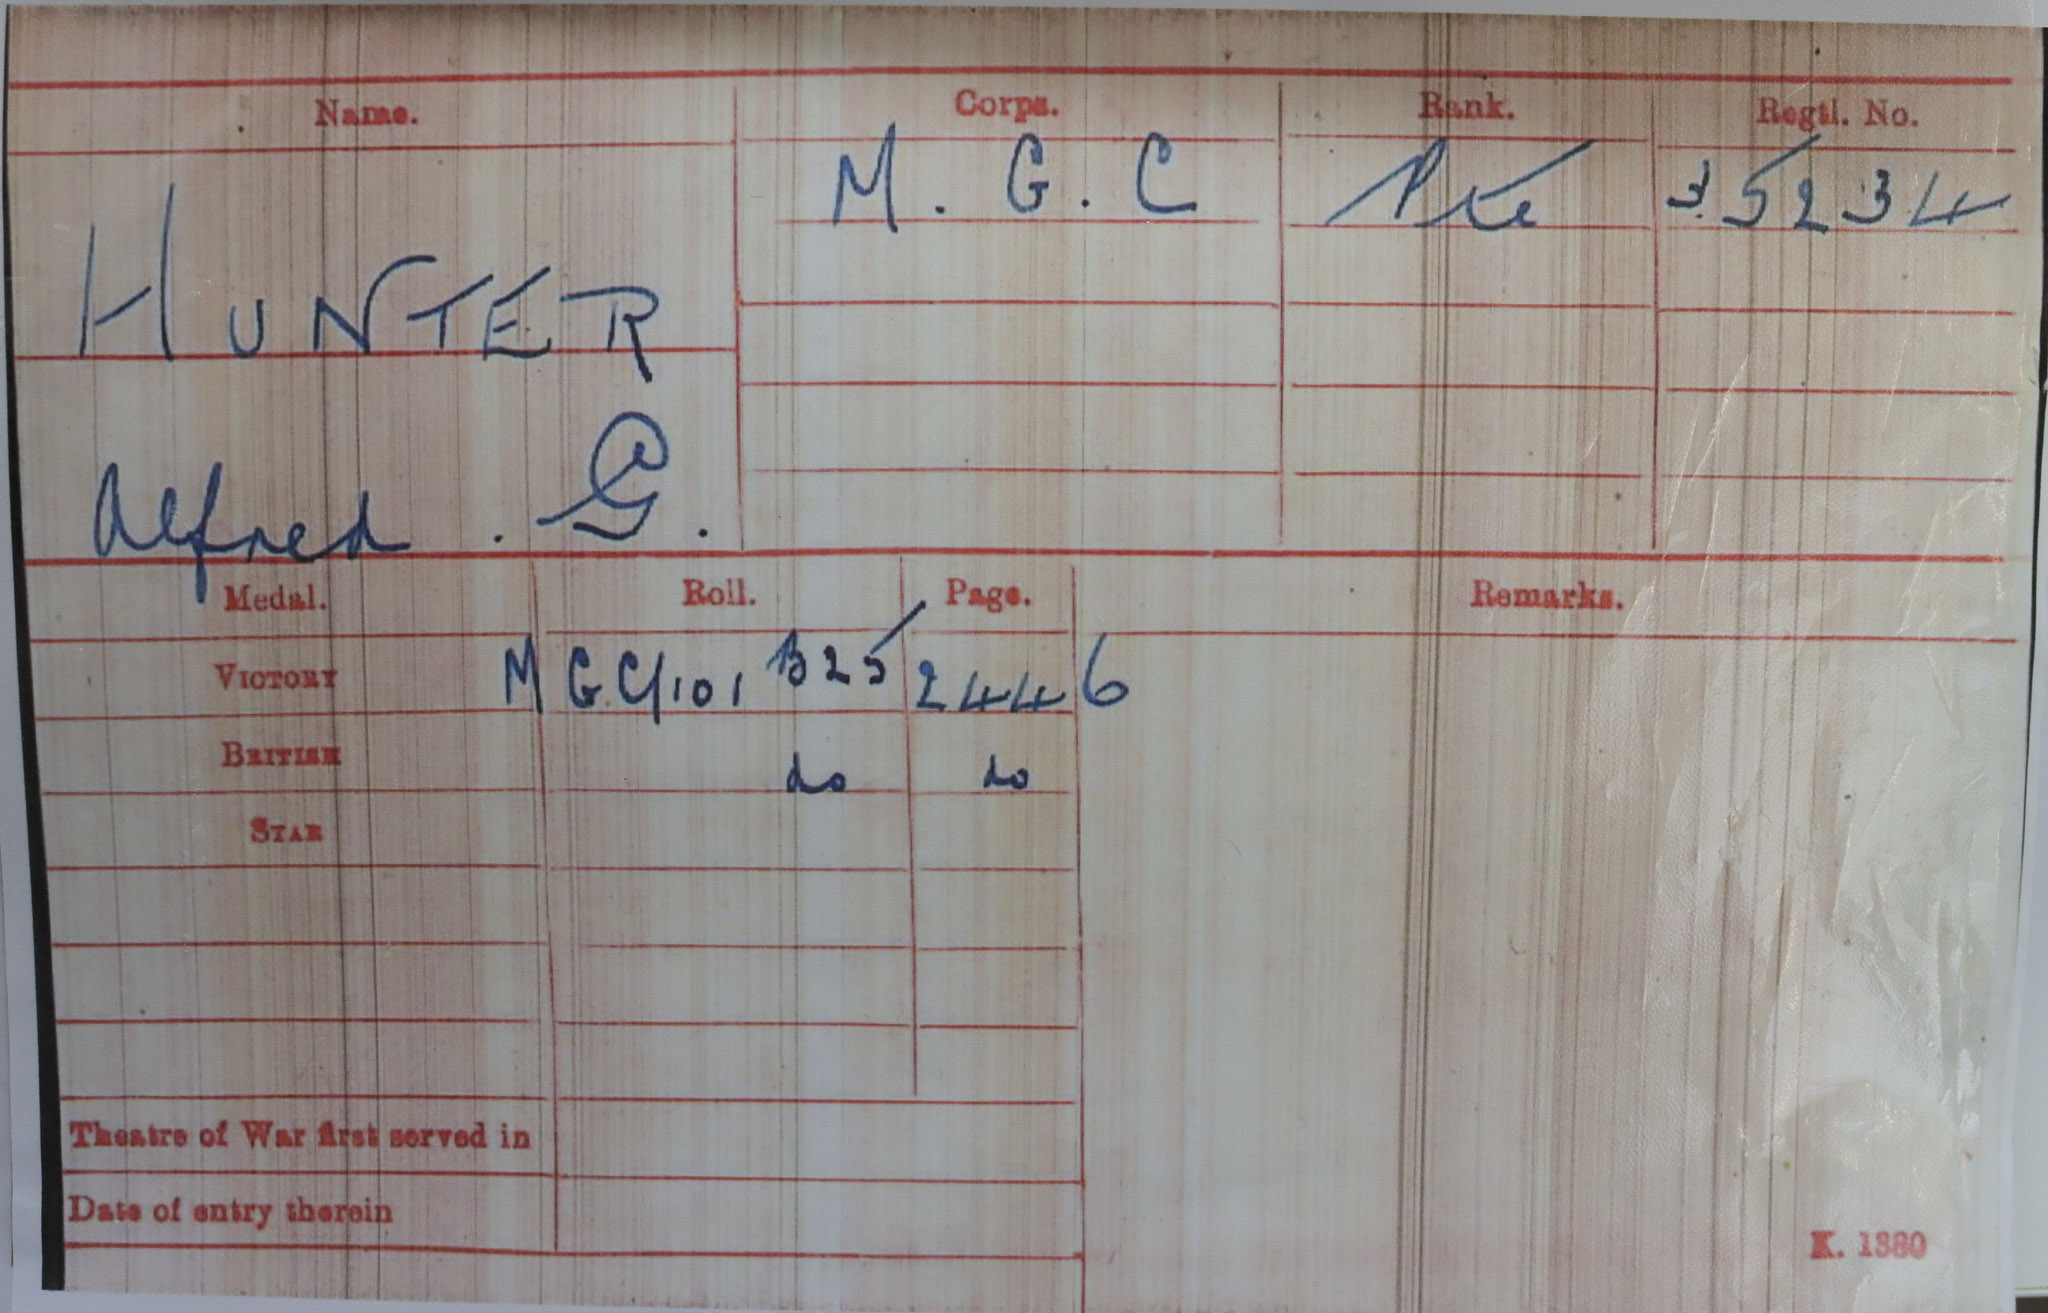 Name. Corps. Rank. Regtl. No.
M. G. C Pte 35234
HUNTER
Alfred . G.
Medal. Roll. Page. Remarks.
VICTORY MGC/101 B25 2446
BRITISH do do
STAR
Theatre of War first served in
Date of entry therein
K. 1380